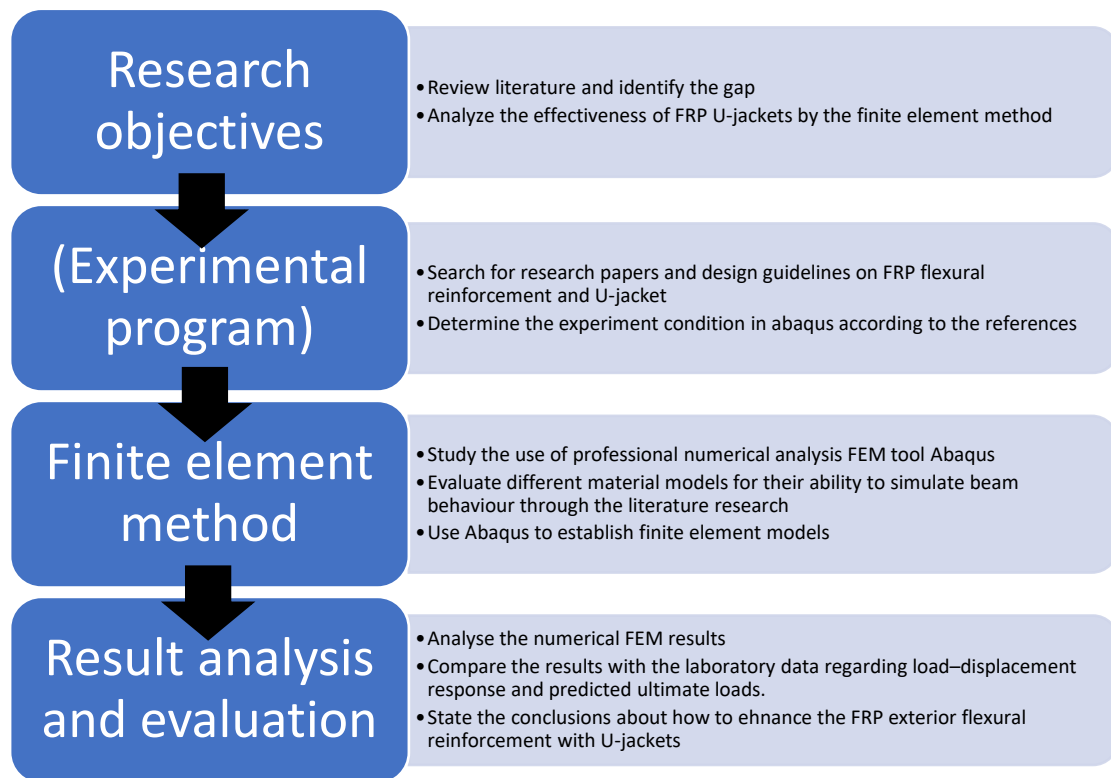 Research
objectives
•Review literature and identify the gap
•Analyze the effectiveness of FRP U-jackets by the finite element method
(Experimental
program)
•Search for research papers and design guidelines on FRP flexural
reinforcement and U-jacket
•Determine the experiment condition in abaqus according to the references
Finite element
method
•Study the use of professional numerical analysis FEM tool Abaqus
•Evaluate different material models for their ability to simulate beam
behaviour through the literature research
•Use Abaqus to establish finite element models
Result analysis
and evaluation
•Analyse the numerical FEM results
•Compare the results with the laboratory data regarding load–displacement
response and predicted ultimate loads.
•State the conclusions about how to ehnance the FRP exterior flexural
reinforcement with U-jackets